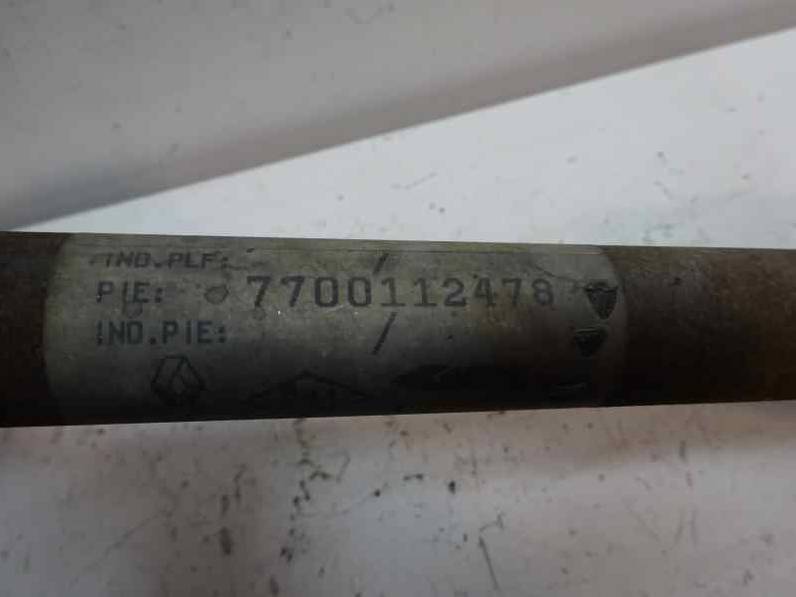 IND.PLF: /
PIE: 7700112478
IND.PIE: /